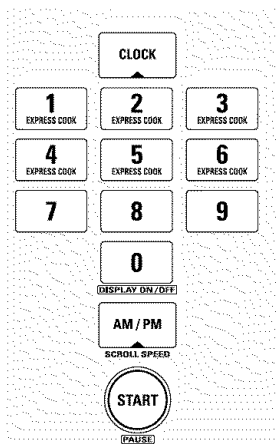 CLOCK
1 2 3
EXPRESS COOK EXPRESS COOK EXPRESS COOK
4 5 6
EXPRESS COOK EXPRESS COOK EXPRESS COOK
7 8 9
0
DISPLAY ON/OFF
AM/PM
SCROLL SPEED
START
PAUSE